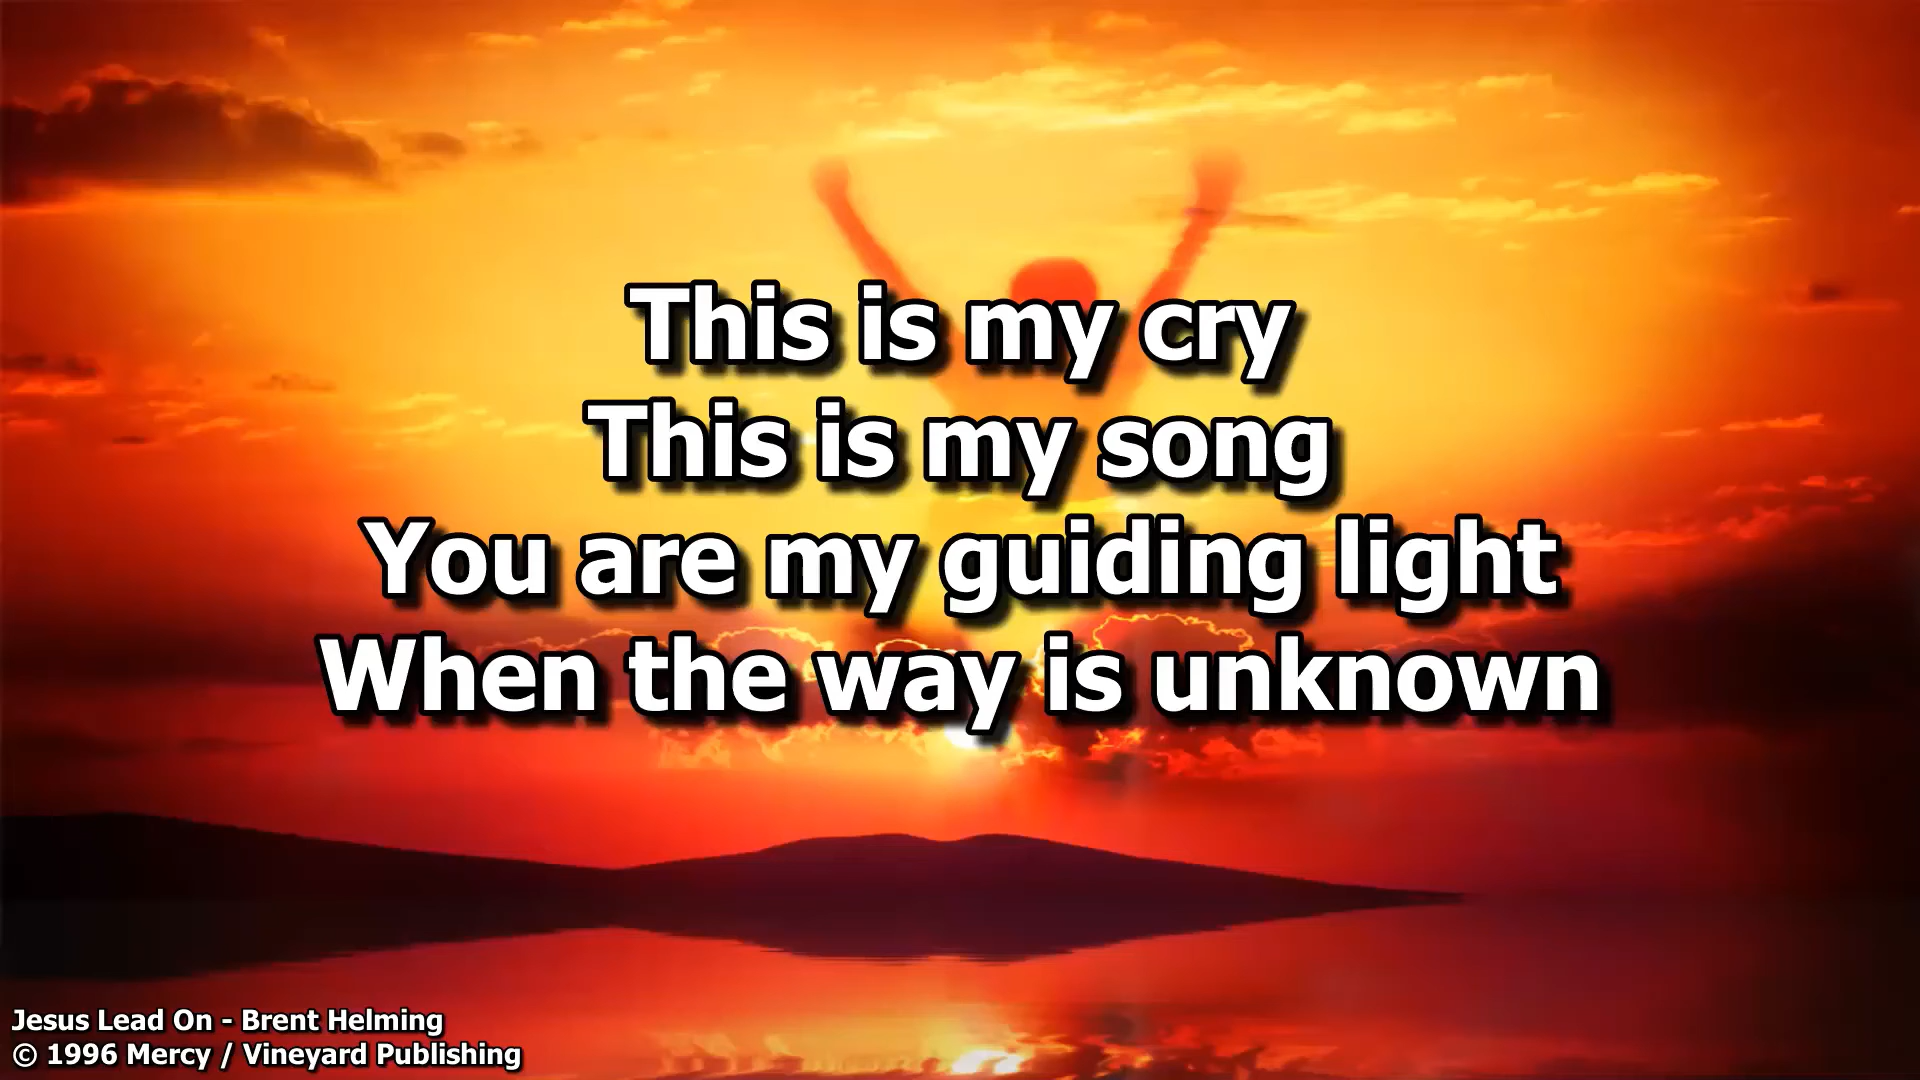 This is my cry
This is my song
You are my guiding light
When the way is unknown
Jesus Lead On - Brent Helming
© 1996 Mercy / Vineyard Publishing